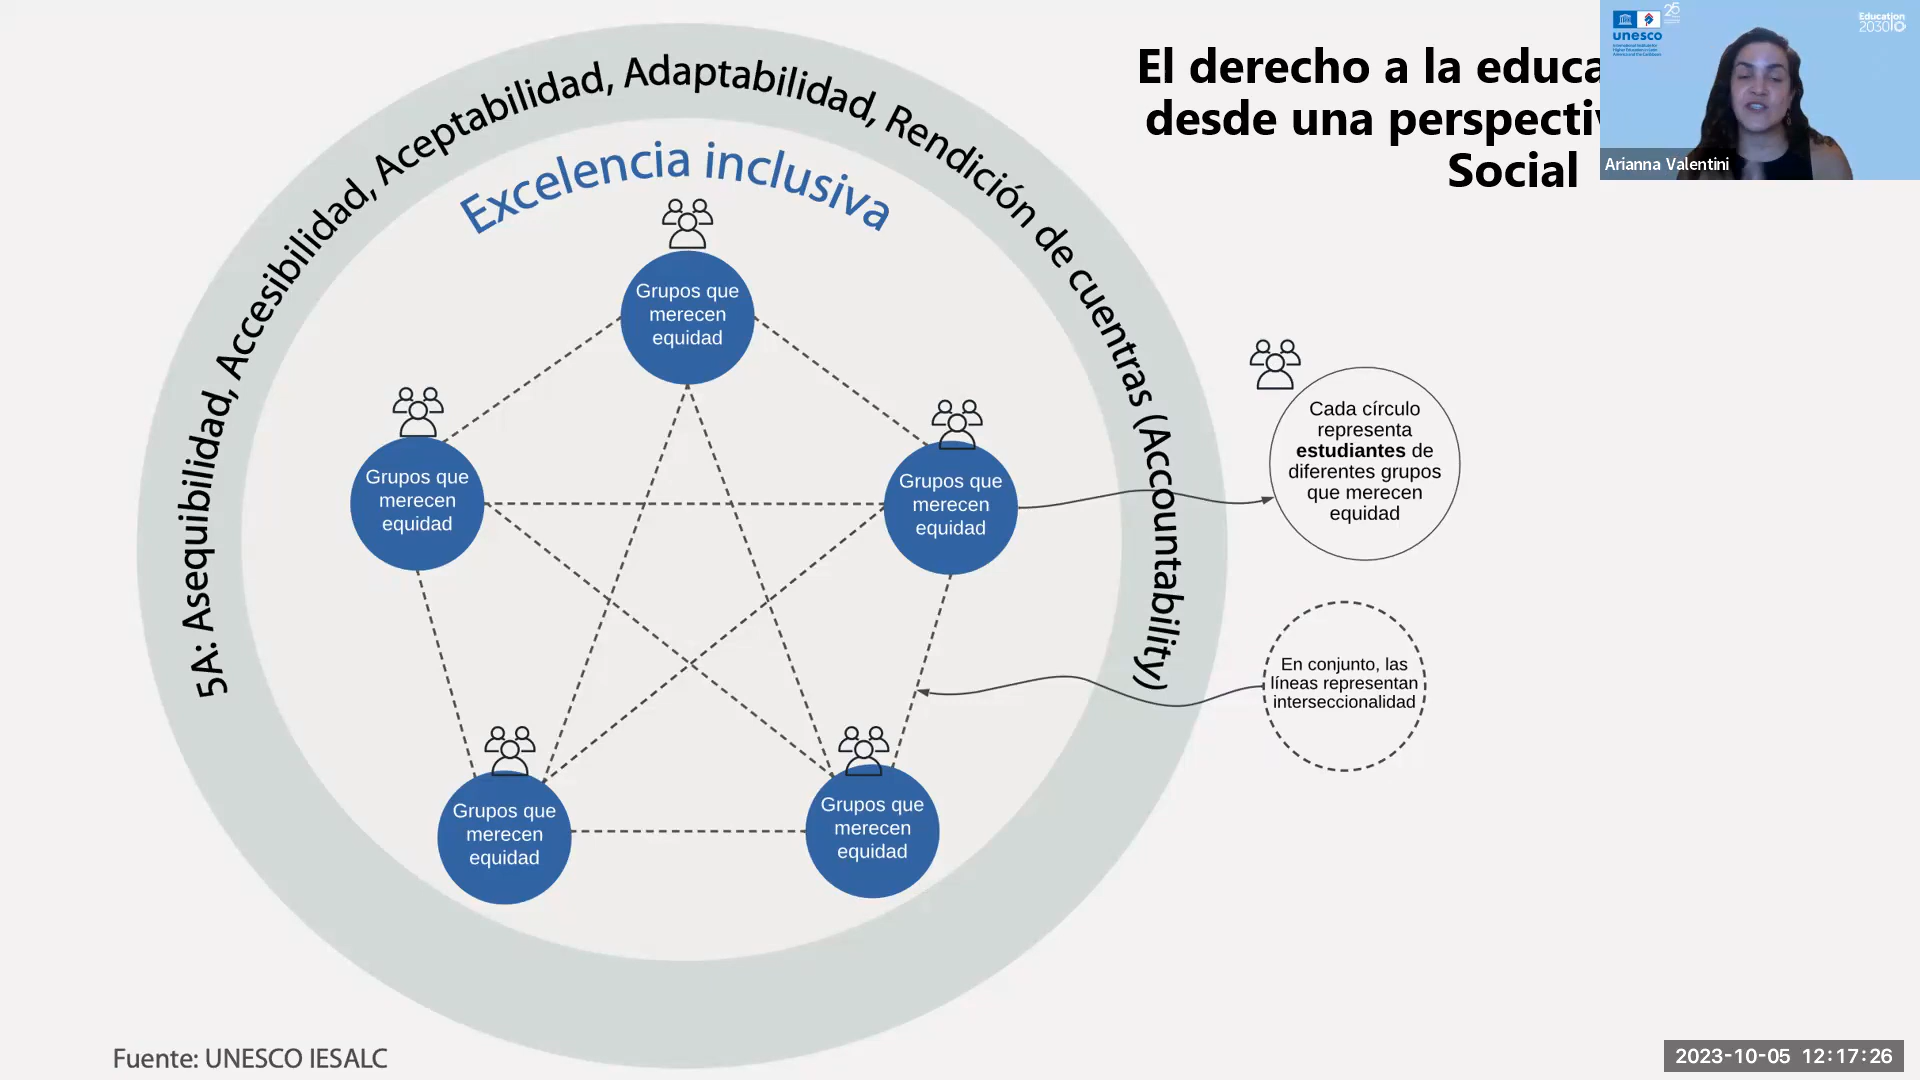 El derecho a la educa
desde una perspectiv
Social
unesco
25
Education
2030
Arianna Valentini
5A: Asequibilidad, Accesibilidad, Aceptabilidad, Adaptabilidad, Rendición de cuentras (Accountability)
Excelencia inclusiva
Grupos que
merecen
equidad
Grupos que
merecen
equidad
Grupos que
merecen
equidad
Grupos que
merecen
equidad
Grupos que
merecen
equidad
Cada círculo
representa
estudiantes de
diferentes grupos
que merecen
equidad
En conjunto, las
líneas representan
interseccionalidad
Fuente: UNESCO IESALC
2023-10-05 12:17:26